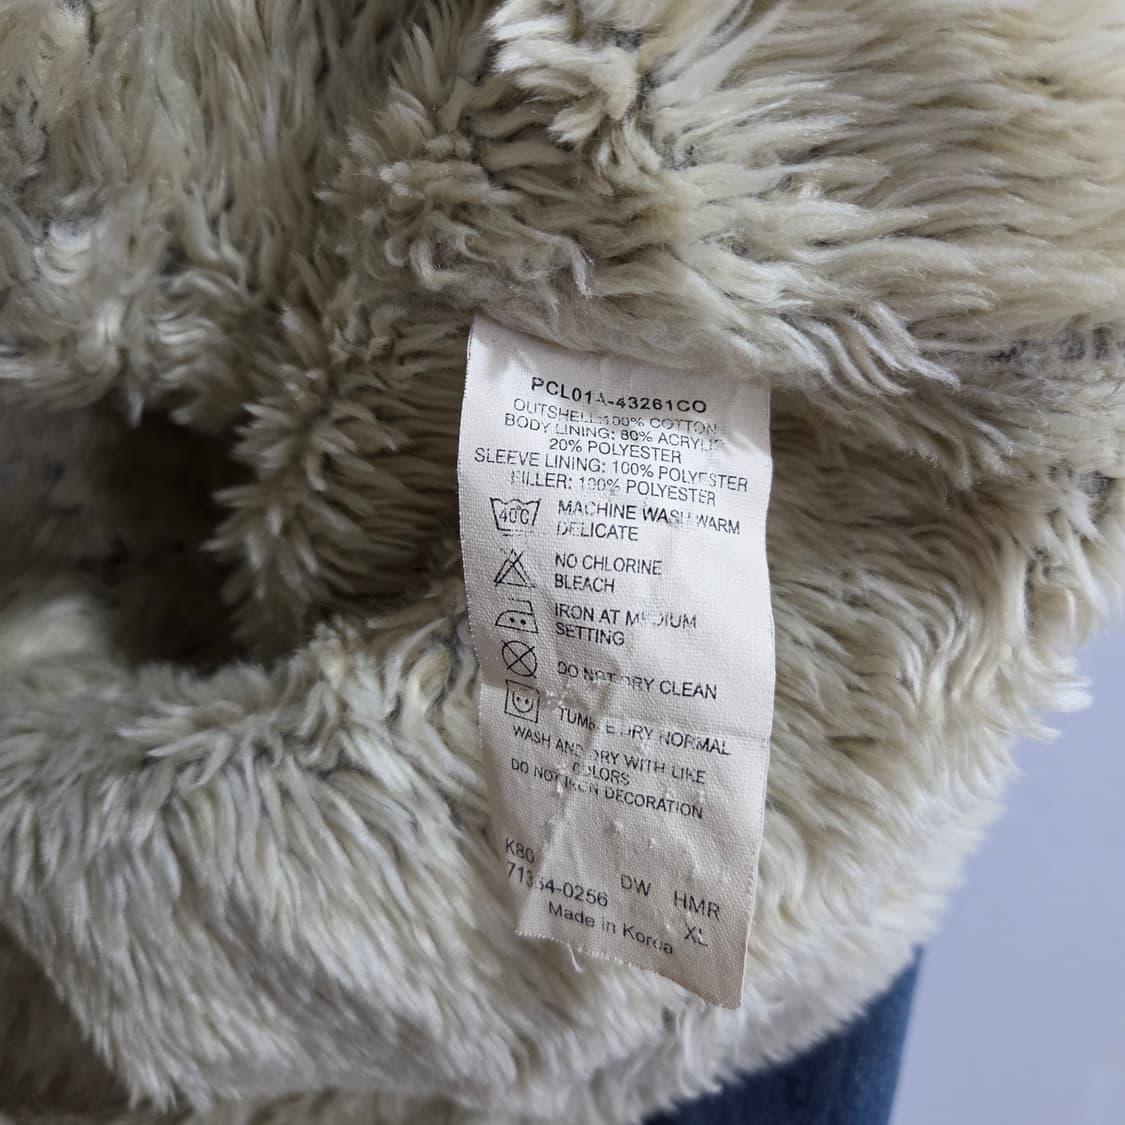 PCL01A-43261CO
OUTSHELL:100% COTTON
BODY LINING: 80% ACRYLIC
20% POLYESTER
SLEEVE LINING: 100% POLYESTER
FILLER: 100% POLYESTER
40°C MACHINE WASH WARM
DELICATE
NO CHLORINE
BLEACH
IRON AT MEDIUM
SETTING
DO NOT DRY CLEAN
TUMBLE DRY NORMAL
WASH AND DRY WITH LIKE
COLORS
DO NOT IRON DECORATION
K80
DW HMR
71334-0256
XL
Made in Korea